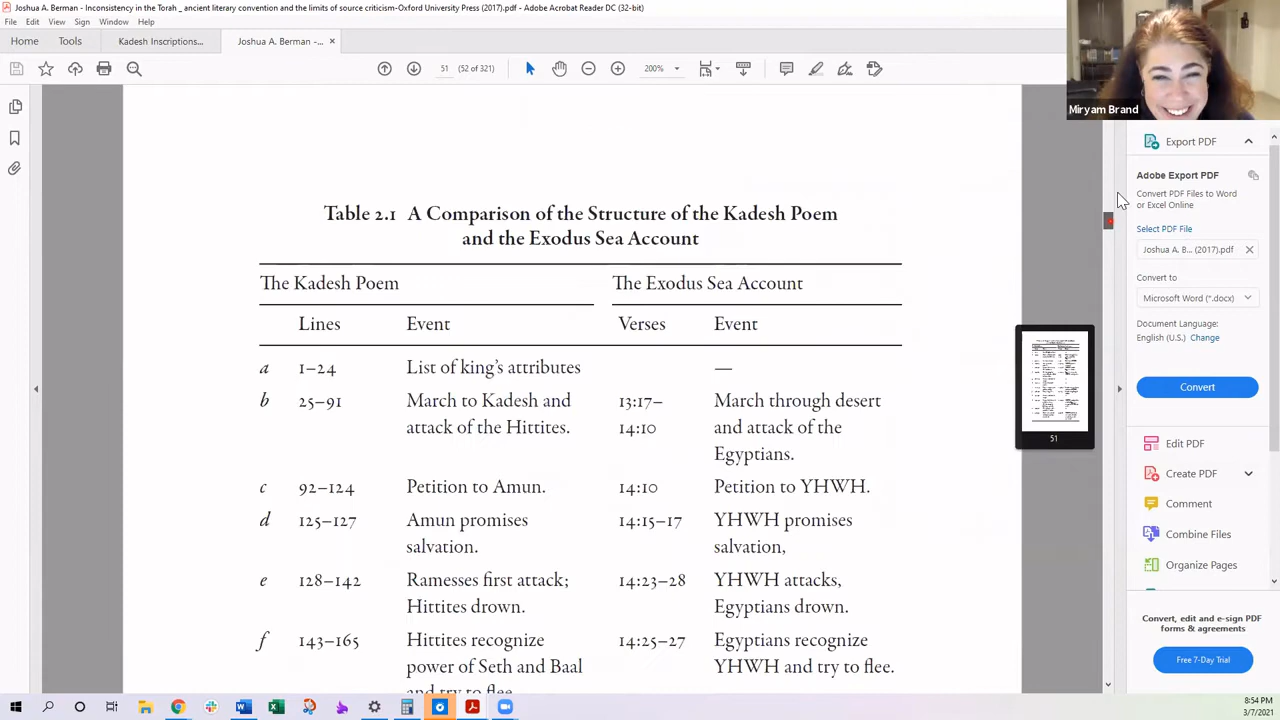 Joshua A. Berman - Inconsistency in the Torah _ ancient literary convention and the limits of source criticism-Oxford University Press (2017).pdf - Adobe Acrobat Reader DC (32-bit)
File Edit View Sign Window Help
Home Tools Kadesh Inscriptions... Joshua A. Berman -... ×
51 (52 of 321) 200%
Miryam Brand
Export PDF
Adobe Export PDF
Convert PDF Files to Word
or Excel Online
Select PDF File
Joshua A. B... (2017).pdf
Convert to
Microsoft Word (*.docx)
Document Language:
English (U.S.) Change
Convert
Edit PDF
Create PDF
Comment
Combine Files
Organize Pages
Convert, edit and e-sign PDF
forms & agreements
Free 7-Day Trial
Table 2.1 A Comparison of the Structure of the Kadesh Poem
and the Exodus Sea Account
The Kadesh Poem The Exodus Sea Account
Lines Event Verses Event
a 1–24 List of king's attributes —
b 25–91 March to Kadesh and 13:17– March through desert
attack of the Hittites. 14:10 and attack of the
Egyptians.
c 92–124 Petition to Amun. 14:10 Petition to YHWH.
d 125–127 Amun promises 14:15–17 YHWH promises
salvation. salvation,
e 128–142 Ramesses first attack; 14:23–28 YHWH attacks,
Hittites drown. Egyptians drown.
f 143–165 Hittites recognize 14:25–27 Egyptians recognize
power of Seth and Baal YHWH and try to flee.
and try to flee.
51
8:54 PM
3/7/2021